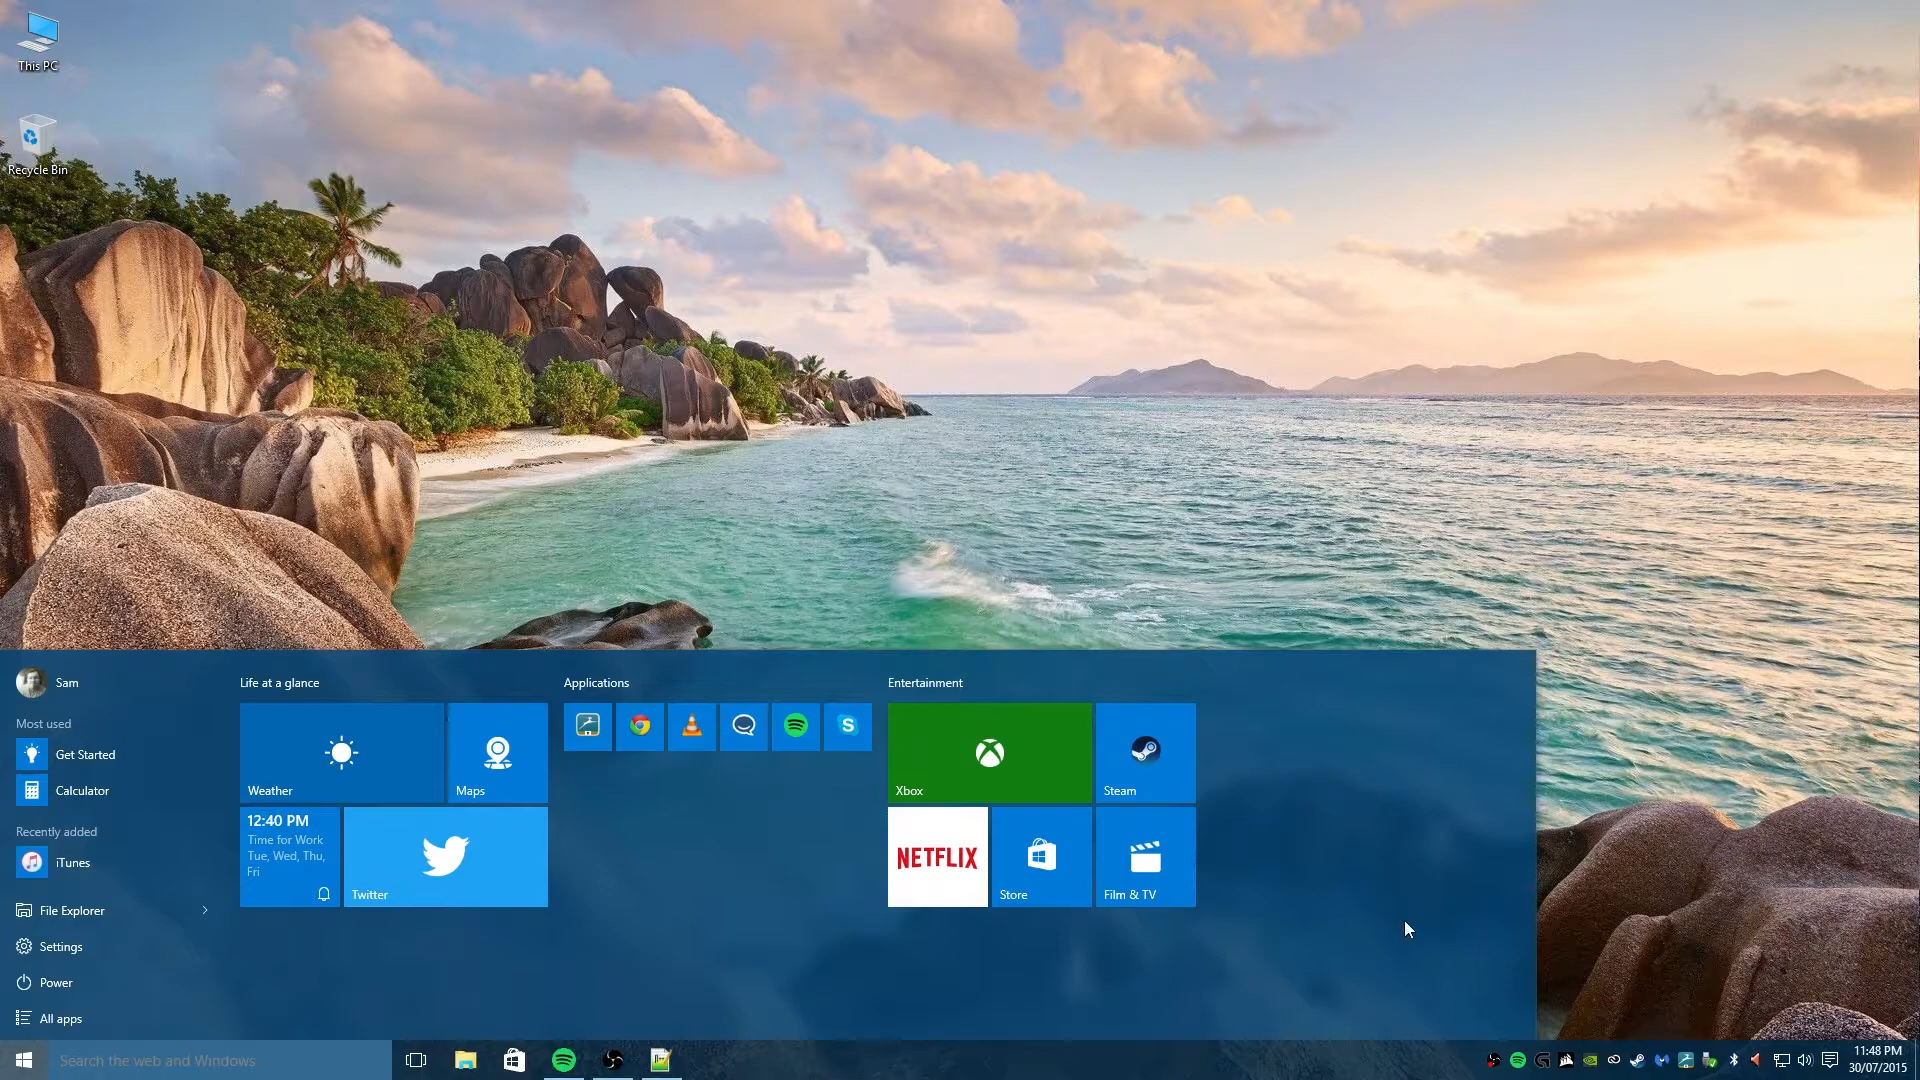 This PC
Recycle Bin
Sam
Most used
Get Started
Calculator
Recently added
iTunes
File Explorer
Settings
Power
All apps
Life at a glance
Weather
Maps
12:40 PM
Time for Work
Tue, Wed, Thu,
Fri
Twitter
Applications
Entertainment
Xbox
Steam
NETFLIX
Store
Film & TV
Search the web and Windows
11:48 PM
30/07/2015